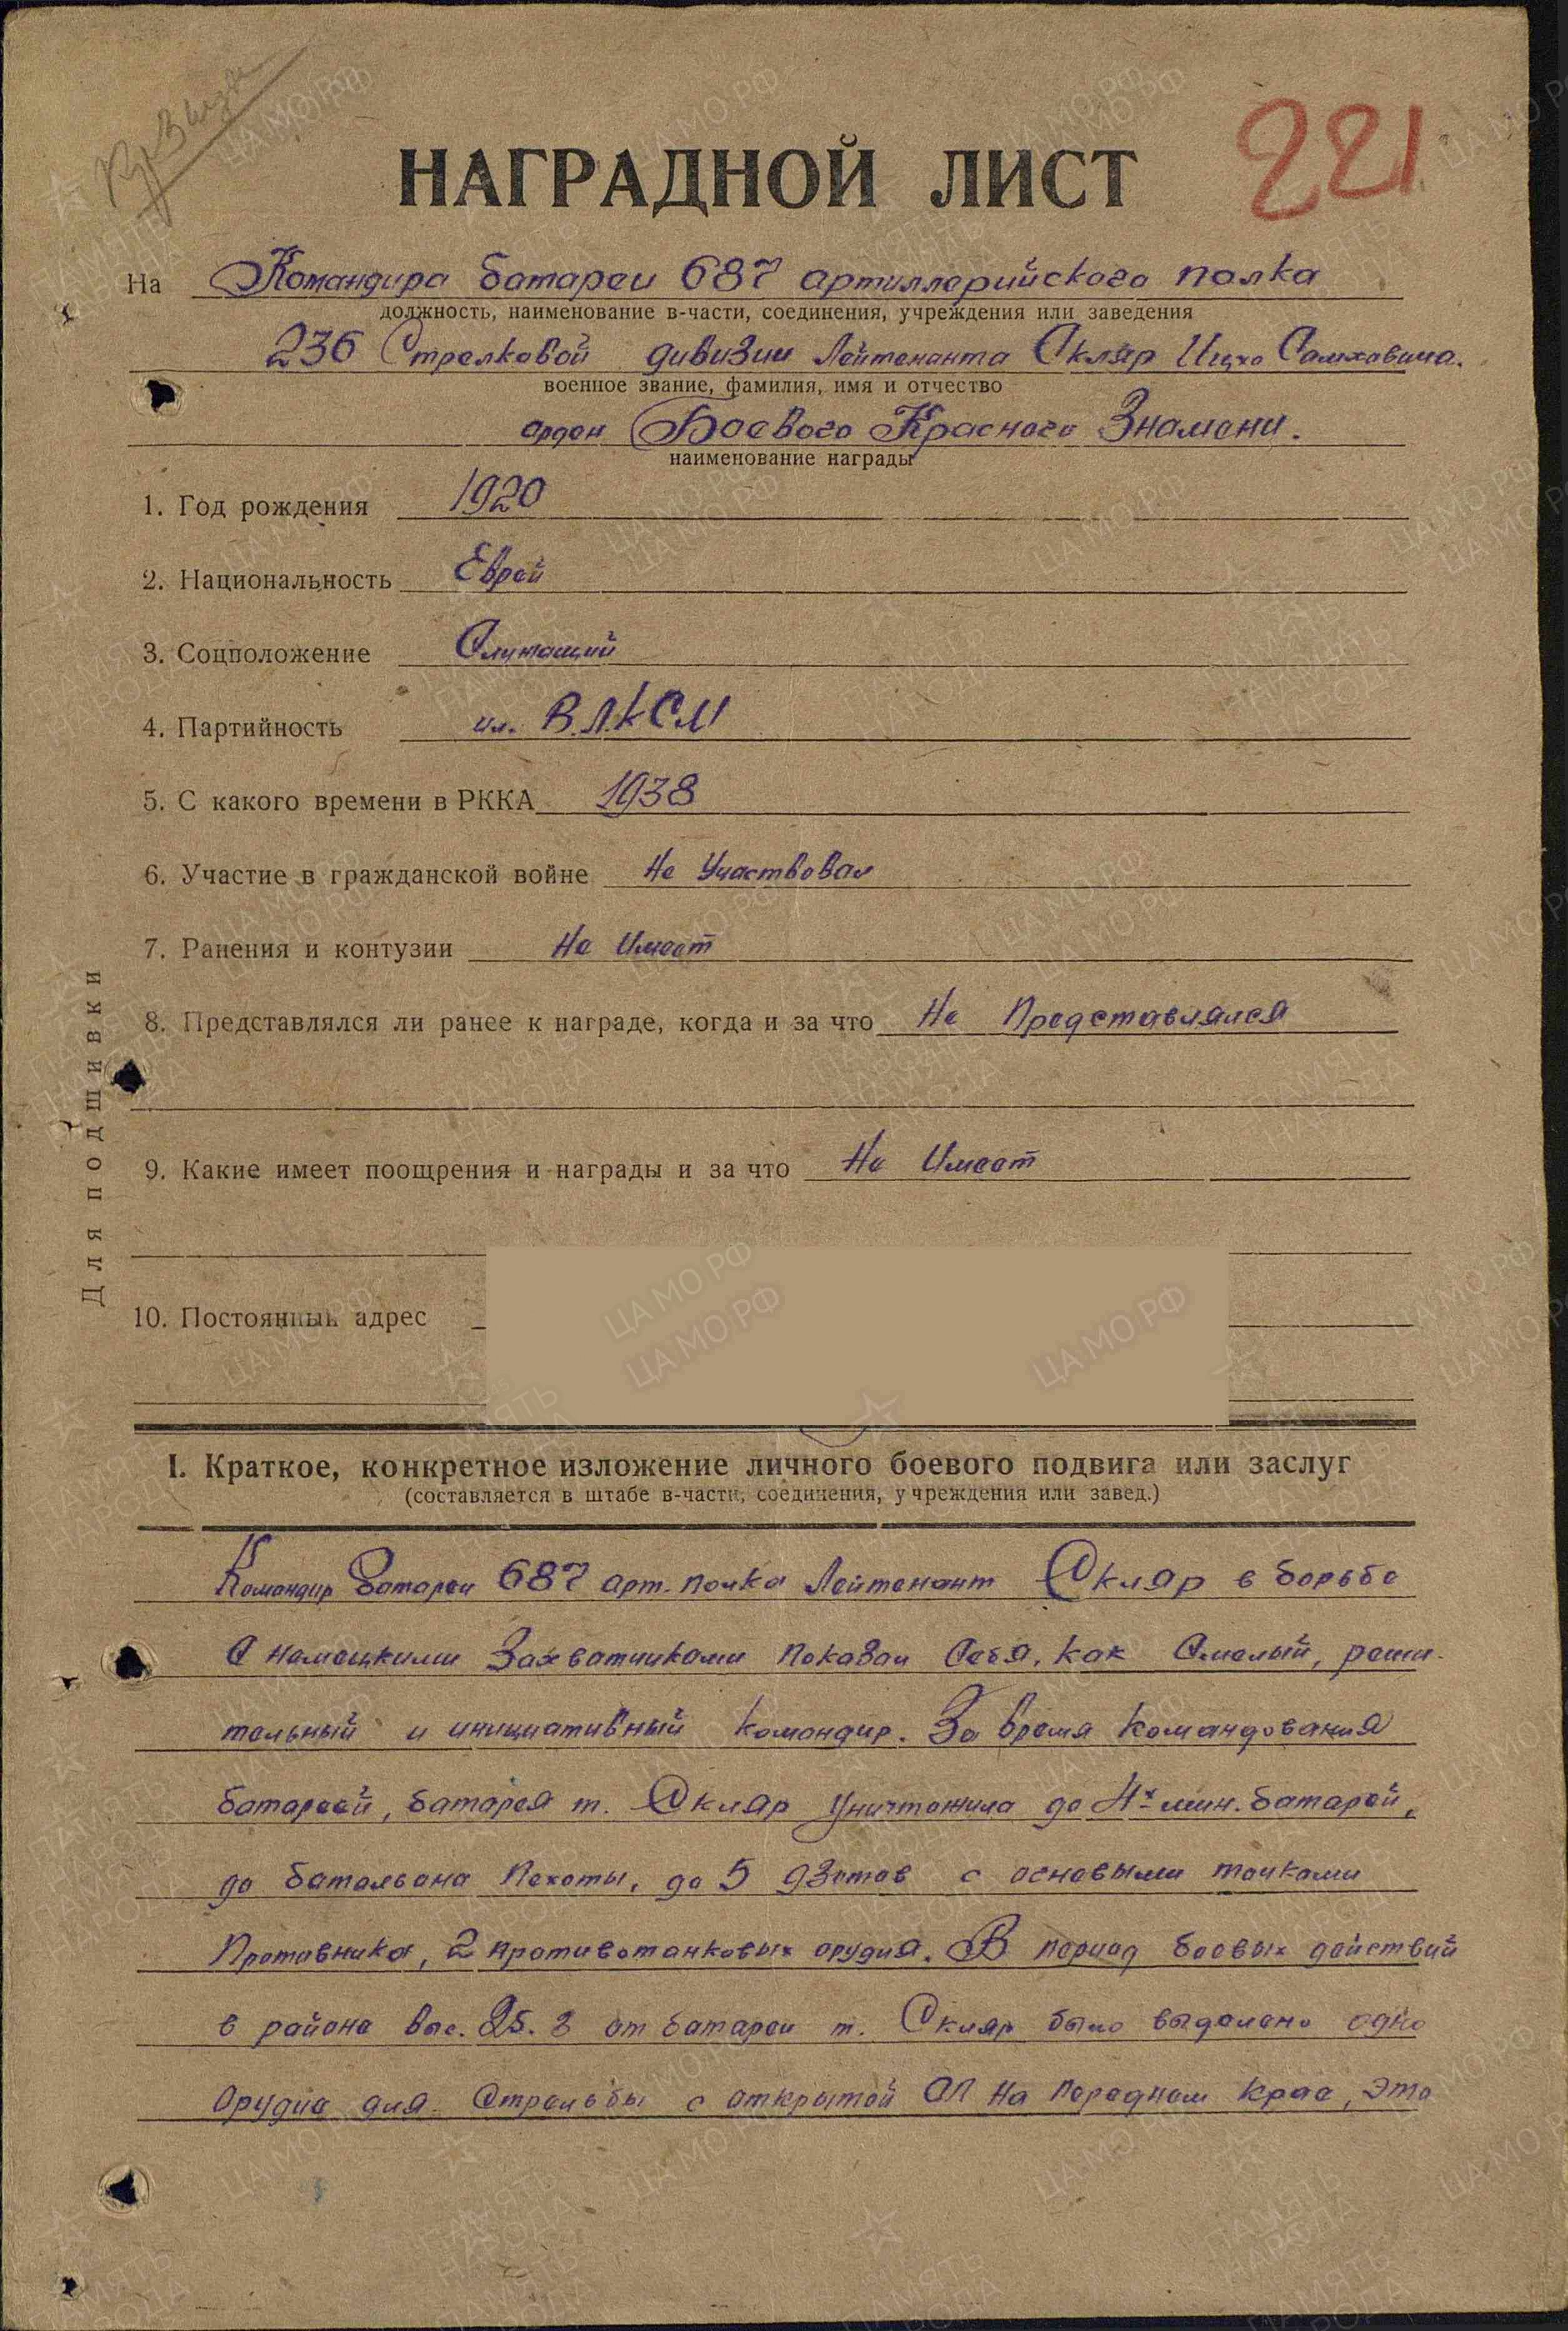 221
НАГРАДНОЙ ЛИСТ
На Командира батареи 687 артиллерийского полка
должность, наименование в-части, соединения, учреждения или заведения
236 Стрелковой дивизии Лейтенанта Скляр Ицхо
военное звание, фамилия, имя и отчество
орден Боевого Красного Знамени.
наименование награды
1. Год рождения 1920
2. Национальность Еврей
3. Соцположение Служащий
4. Партийность чл. ВЛКСМ
5. С какого времени в РККА 1938
6. Участие в гражданской войне Не Участвовал
7. Ранения и контузии Не Имеет
8. Представлялся ли ранее к награде, когда и за что Не Представлялся
9. Какие имеет поощрения и награды и за что Не Имеет
10. Постоянный адрес
Для подшивки
I. Краткое, конкретное изложение личного боевого подвига или заслуг
(составляется в штабе в-части, соединения, учреждения или завед.)
Командир Батареи 687 арт. полка Лейтенант Скляр в борьбе
с немецкими Захватчиками показал Себя, как Смелый, реши-
тельный и инициативный командир. За время командования
батареей, батарея т. Скляр уничтожила до 4х мин. батарей,
до батальона Пехоты, до 5 дзотов с основыми точками
Противника, 2 противотанковых орудия. В период боевых действий
в районе выс. 25. 3 от батареи т. Скляр было выделено одно
орудие для Стрельбы с открытой ОП на переднем крае, это
ЦА МО РФ
ПАМЯТЬ НАРОДА